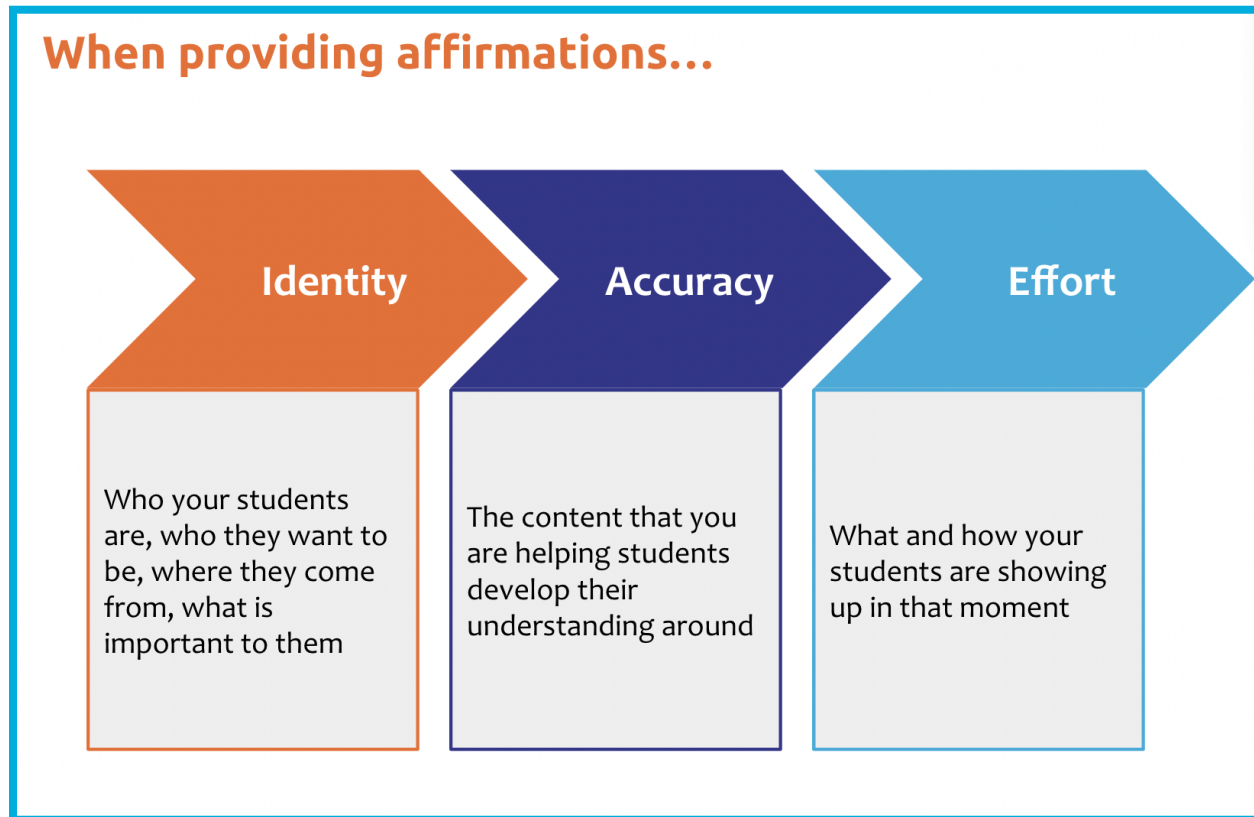 When providing affirmations...
Identity
Accuracy
Effort
Who your students
are, who they want to
be, where they come
from, what is
important to them
The content that you
are helping students
develop their
understanding around
What and how your
students are showing
up in that moment